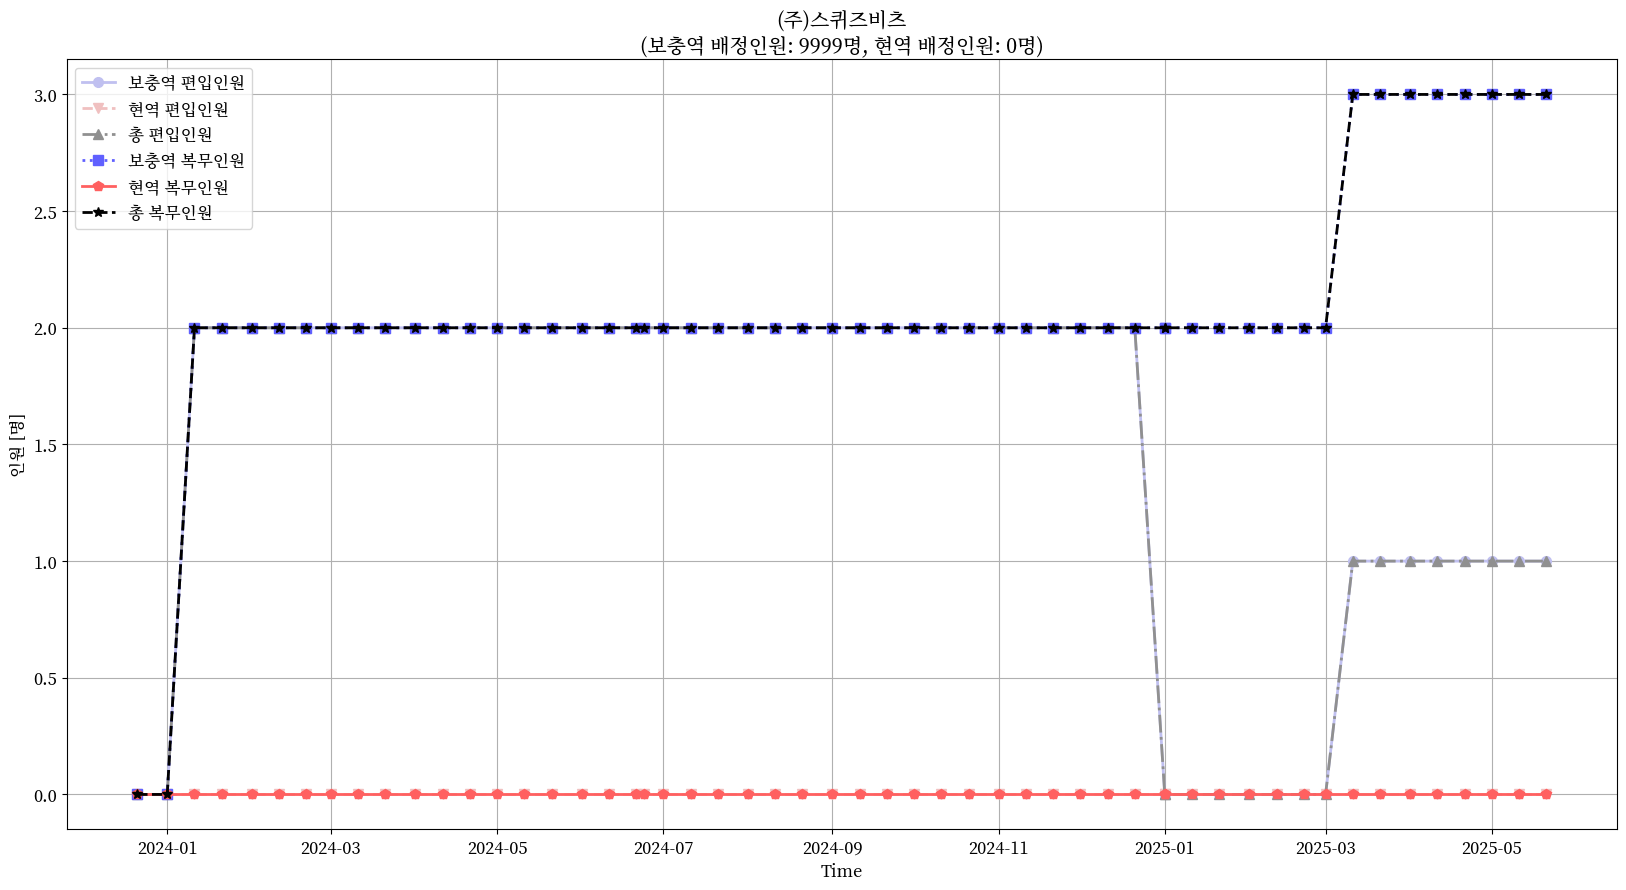 (주)스퀴즈비츠
(보충역 배정인원: 9999명, 현역 배정인원: 0명)
보충역 편입인원
현역 편입인원
총 편입인원
보충역 복무인원
현역 복무인원
총 복무인원
인원 [명]
3.0
2.5
2.0
1.5
1.0
0.5
0.0
2024-01 2024-03 2024-05 2024-07 2024-09 2024-11 2025-01 2025-03 2025-05
Time